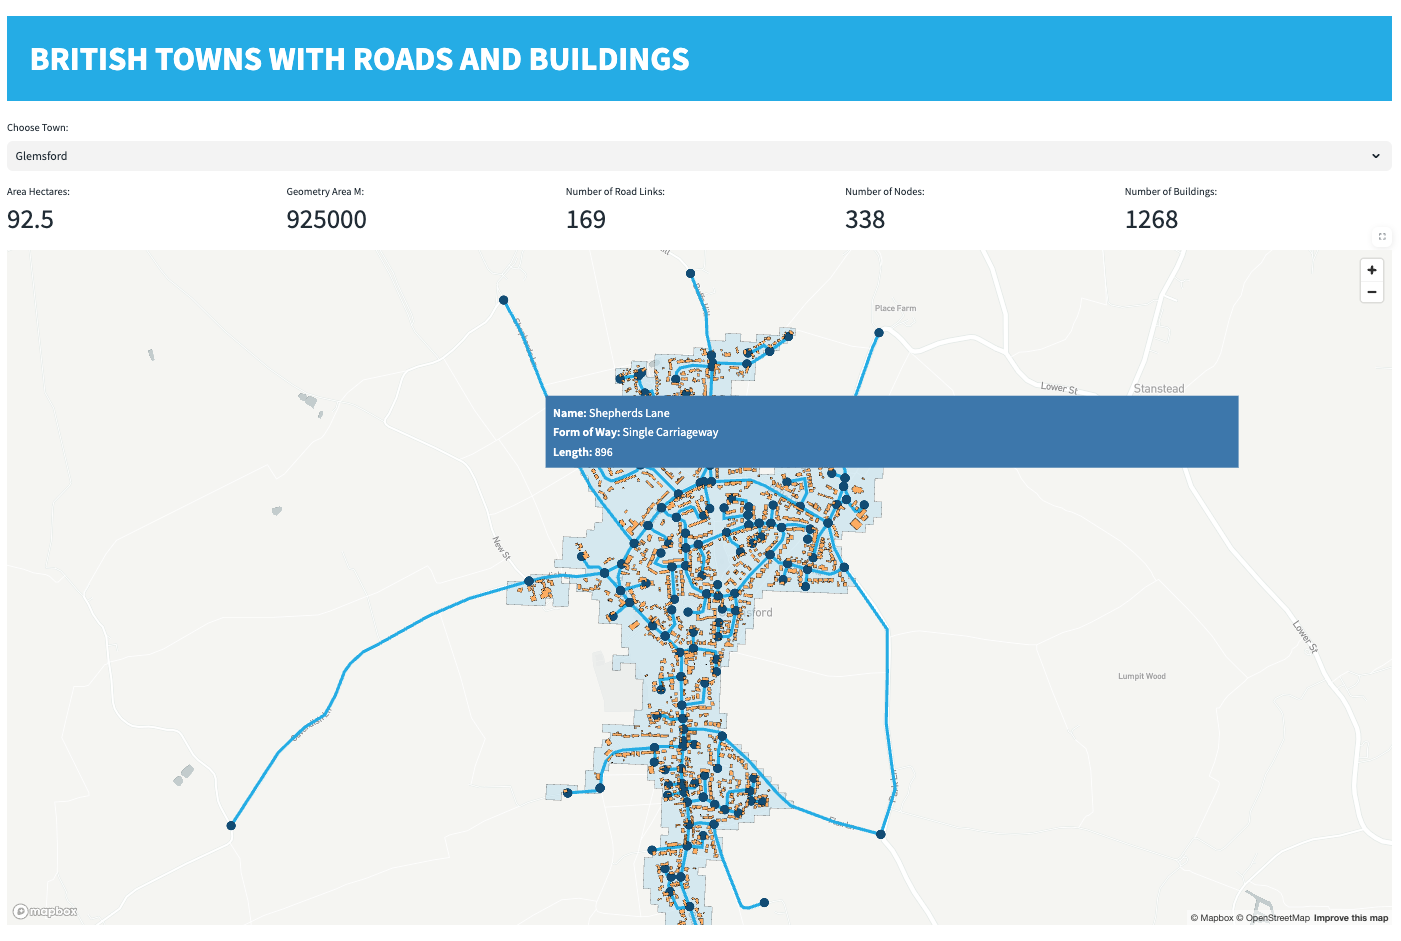 BRITISH TOWNS WITH ROADS AND BUILDINGS
Choose Town:
Glemsford
Area Hectares:
92.5
Geometry Area M:
925000
Number of Road Links:
169
Number of Nodes:
338
Number of Buildings:
1268
Place Farm
Lower St
Stanstead
Name: Shepherds Lane
Form of Way: Single Carriageway
Length: 896
New St
sford
Lower St
Lumpit Wood
mapbox
© Mapbox © OpenStreetMap Improve this map